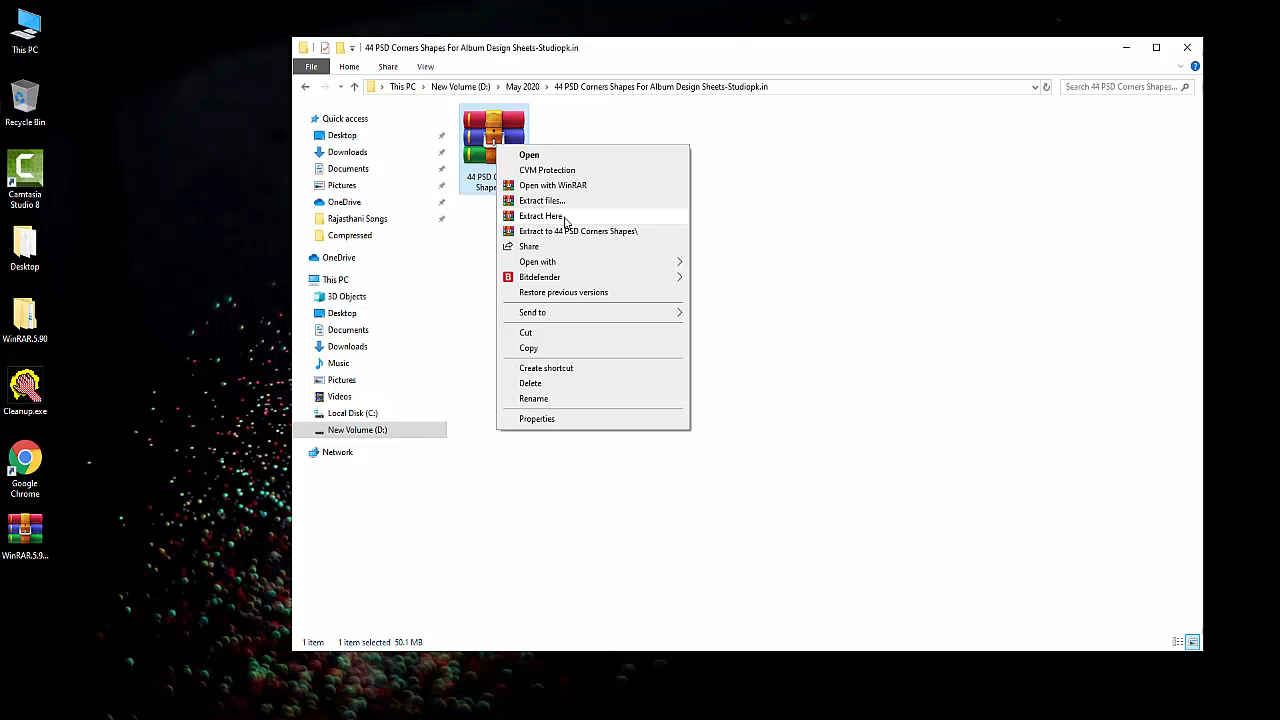 This PC
Recycle Bin
Camtasia
Studio 8
Desktop
WinRAR.5.90
Cleanup.exe
Google
Chrome
WinRAR.5.9...
44 PSD Corners Shapes For Album Design Sheets-Studiopk.in
File
Home
Share
View
This PC
New Volume (D:)
May 2020
44 PSD Corners Shapes For Album Design Sheets-Studiopk.in
Search 44 PSD Corners Shapes...
Quick access
Desktop
Downloads
Documents
Pictures
OneDrive
Rajasthani Songs
Compressed
OneDrive
This PC
3D Objects
Desktop
Documents
Downloads
Music
Pictures
Videos
Local Disk (C:)
New Volume (D:)
Network
44 PSD C
Shape
Open
CVM Protection
Open with WinRAR
Extract files...
Extract Here
Extract to 44 PSD Corners Shapes\
Share
Open with
Bitdefender
Restore previous versions
Send to
Cut
Copy
Create shortcut
Delete
Rename
Properties
1 item
1 item selected 50.1 MB